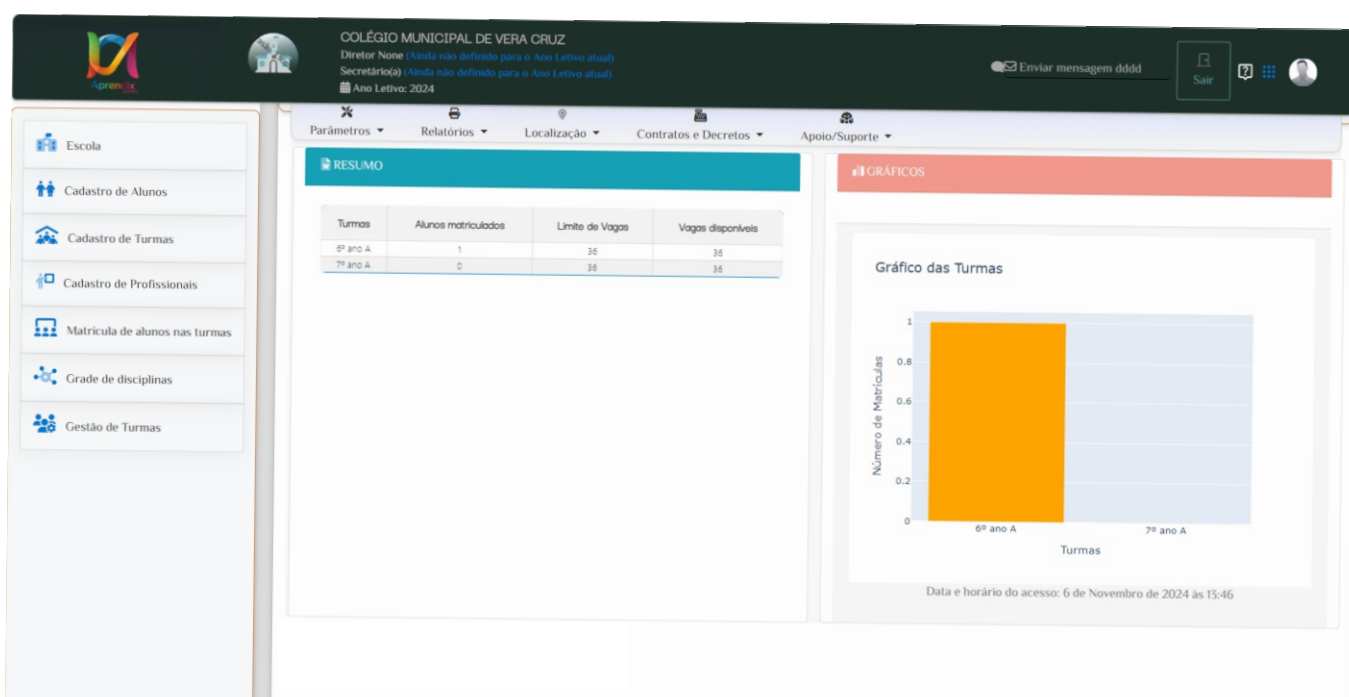 Aprendix
COLÉGIO MUNICIPAL DE VERA CRUZ
Diretor None (Ainda não definido para o Ano Letivo atual)
Secretário(a) (Ainda não definido para o Ano Letivo atual)
Ano Letivo: 2024
Enviar mensagem dddd
Sair
Parâmetros
Relatórios
Localização
Contratos e Decretos
Apoio/Suporte
Escola
Cadastro de Alunos
Cadastro de Turmas
Cadastro de Profissionais
Matrícula de alunos nas turmas
Grade de disciplinas
Gestão de Turmas
RESUMO
Turmas Alunos matriculados Limite de Vagas Vagas disponíveis
6º ano A 1 36 36
7º ano A 0 36 36
GRÁFICOS
Gráfico das Turmas
Número de Matrículas
1
0.8
0.6
0.4
0.2
0
6º ano A 7º ano A
Turmas
Data e horário do acesso: 6 de Novembro de 2024 às 13:46